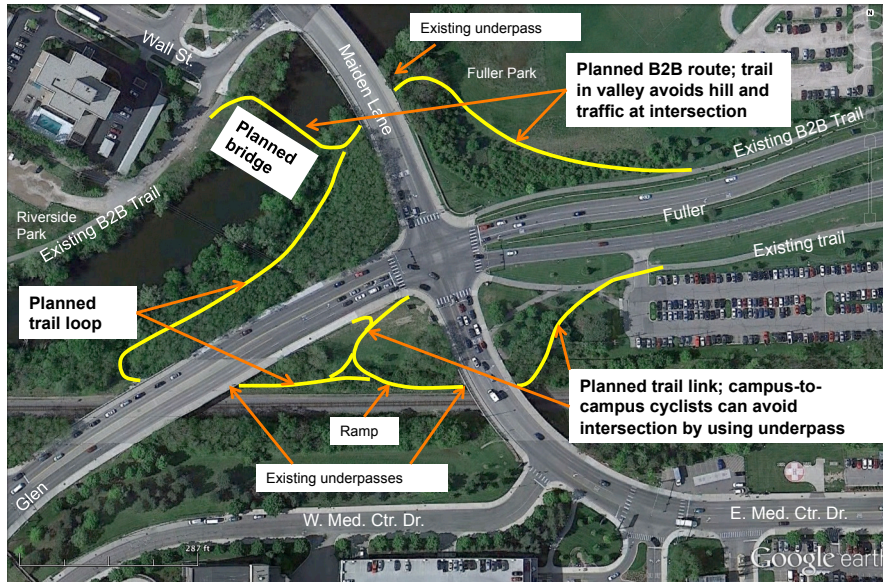 Existing underpass
Wall St.
Maiden Lane
Fuller Park
Planned B2B route; trail
in valley avoids hill and
traffic at intersection
Planned
bridge
Existing B2B Trail
Riverside
Park
Existing B2B Trail
Fuller
Existing trail
Planned
trail loop
Planned trail link; campus-to-
campus cyclists can avoid
intersection by using underpass
Ramp
Existing underpasses
Glen
W. Med. Ctr. Dr.
E. Med. Ctr. Dr.
287 ft
Google earth
N